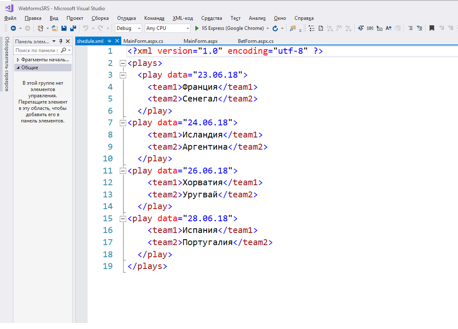 WebformsSRS - Microsoft Visual Studio
Файл Правка Вид Проект Сборка Отладка Команда XML-код Средства Тест Анализ Окно Справка
Debug Any CPU IIS Express (Google Chrome)
Обозреватель серверов
Панель элем...
Поиск по панели
Фрагменты началь...
Общие
В этой группе нет
элементов
управления.
Перетащите элемент
в эту область, чтобы
добавить его в
панель элементов.
shedule.xml MainForm.aspx.cs MainForm.aspx BetForm.aspx.cs
1 <?xml version="1.0" encoding="utf-8" ?>
2 <plays>
3 <play data="23.06.18">
4 <team1>Франция</team1>
5 <team2>Сенегал</team2>
6 </play>
7 <play data="24.06.18">
8 <team1>Исландия</team1>
9 <team2>Аргентина</team2>
10 </play>
11 <play data="26.06.18">
12 <team1>Хорватия</team1>
13 <team2>Уругвай</team2>
14 </play>
15 <play data="28.06.18">
16 <team1>Испания</team1>
17 <team2>Португалия</team2>
18 </play>
19 </plays>